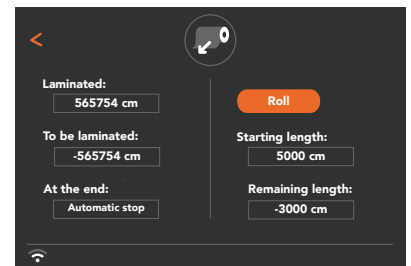 <
0
Laminated:
565754 cm
To be laminated:
-565754 cm
At the end:
Automatic stop
Roll
Starting length:
5000 cm
Remaining length:
-3000 cm